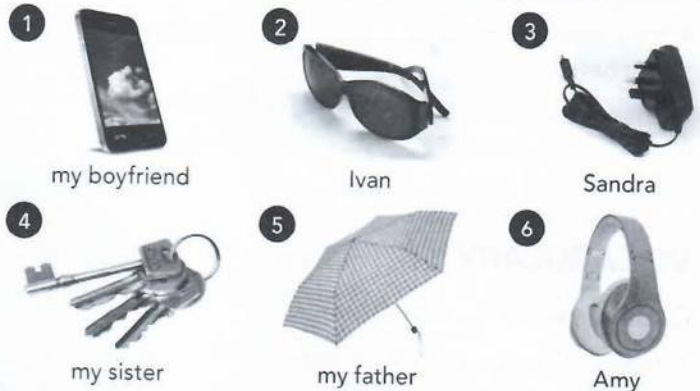 1
2
3
my boyfriend
Ivan
Sandra
4
5
6
my sister
my father
Amy